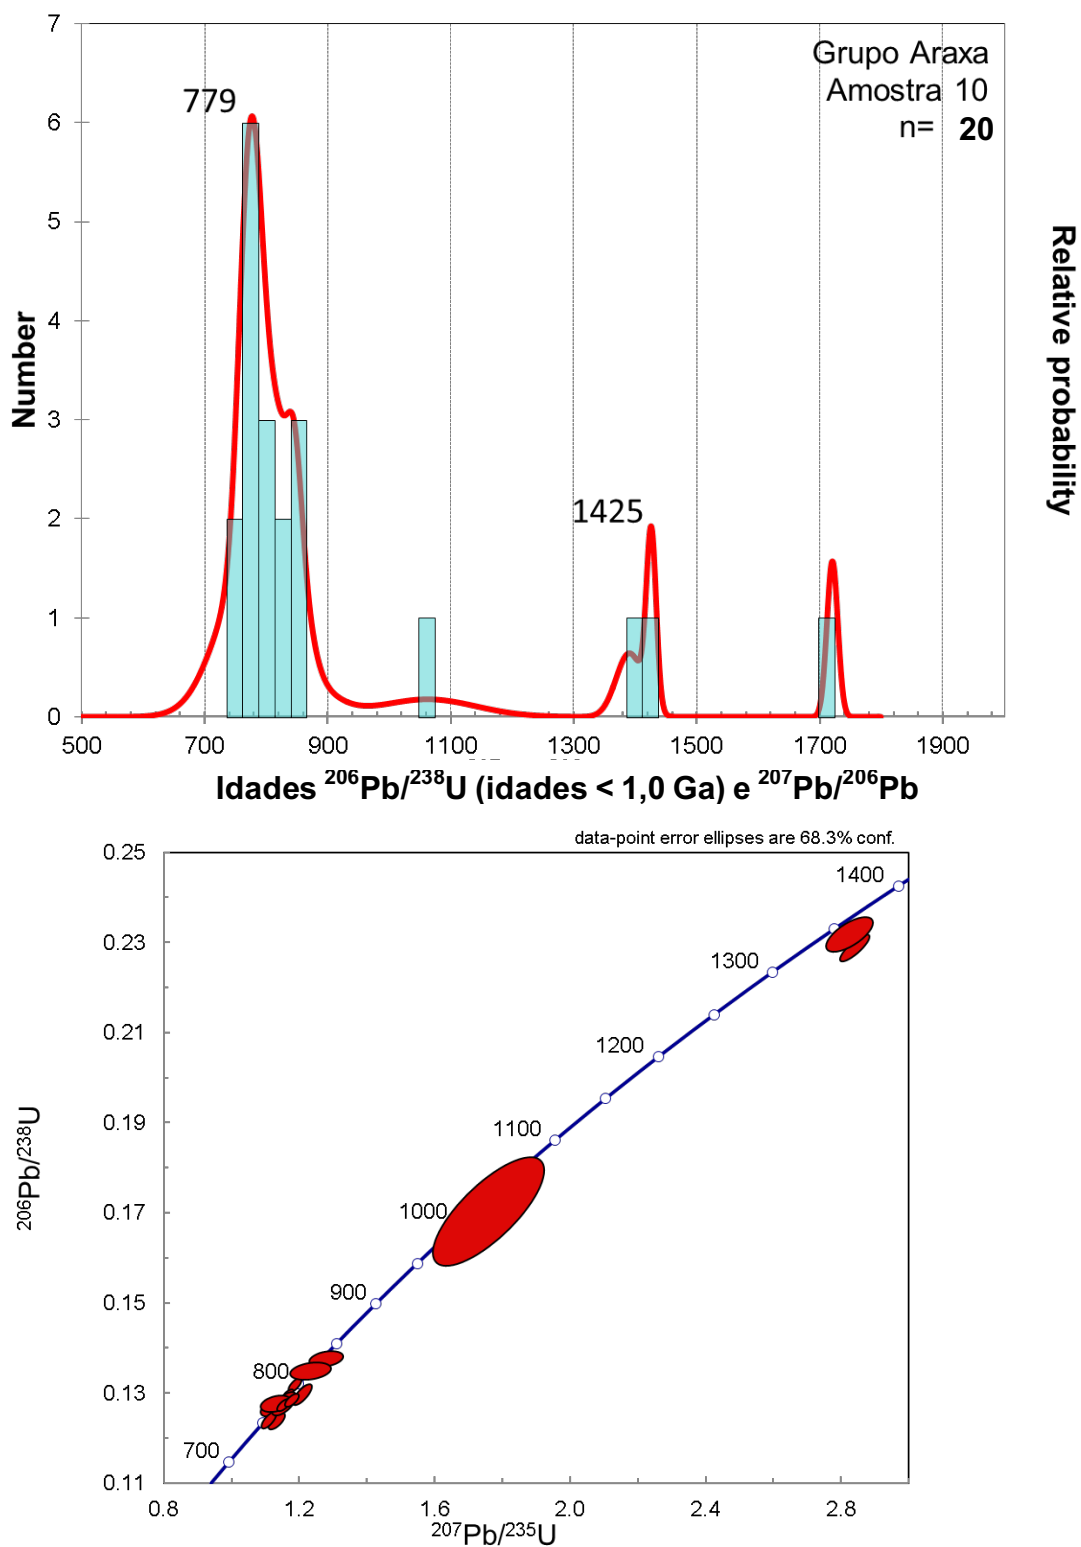 7
6
5
4
3
2
1
0
Number
779
1425
Grupo Araxa
Amostra 10
n= 20
Relative probability
500 700 900 1100 1300 1500 1700 1900
Idades ²⁰⁶Pb/²³⁸U (idades < 1,0 Ga) e ²⁰⁷Pb/²⁰⁶Pb
data-point error ellipses are 68.3% conf.
0.25
0.23
0.21
0.19
0.17
0.15
0.13
0.11
²⁰⁶Pb/²³⁸U
1400
1300
1200
1100
1000
900
800
700
0.8 1.2 1.6 2.0 2.4 2.8
²⁰⁷Pb/²³⁵U